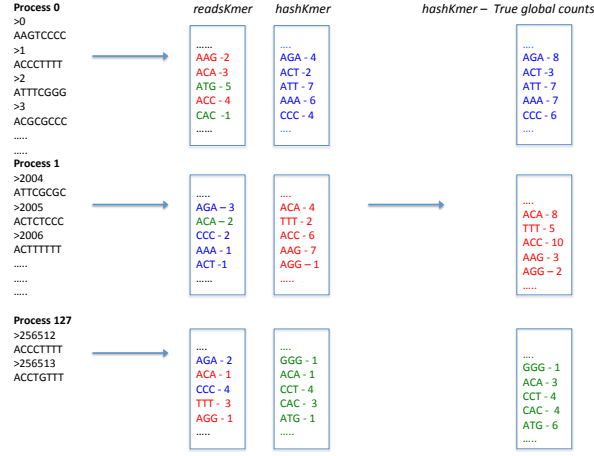 Process 0
>0
AAGTCCCC
>1
ACCCTTTT
>2
ATTTCGGG
>3
ACGCGCCC
.....
.....
readsKmer
......
AAG -2
ACA -3
ATG - 5
ACC - 4
CAC -1
......
hashKmer
....
AGA - 4
ACT -2
ATT - 7
AAA - 6
CCC - 4
....
hashKmer – True global counts
....
AGA - 8
ACT -3
ATT - 7
AAA - 7
CCC - 6
....
Process 1
>2004
ATTCGCGC
>2005
ACTCTCCC
>2006
ACTTTTTT
.....
.....
.....
.....
AGA – 3
ACA – 2
CCC - 2
AAA - 1
ACT -1
......
....
ACA - 4
TTT - 2
ACC - 6
AAG - 7
AGG – 1
.....
....
ACA - 8
TTT - 5
ACC - 10
AAG - 3
AGG – 2
.....
Process 127
>256512
ACCCTTTT
>256513
ACCTGTTT
....
AGA - 2
ACA - 1
CCC - 4
TTT - 3
AGG - 1
.....
....
GGG - 1
ACA - 1
CCT - 4
CAC - 3
ATG - 1
.....
....
GGG - 1
ACA - 3
CCT - 4
CAC - 4
ATG - 6
.....